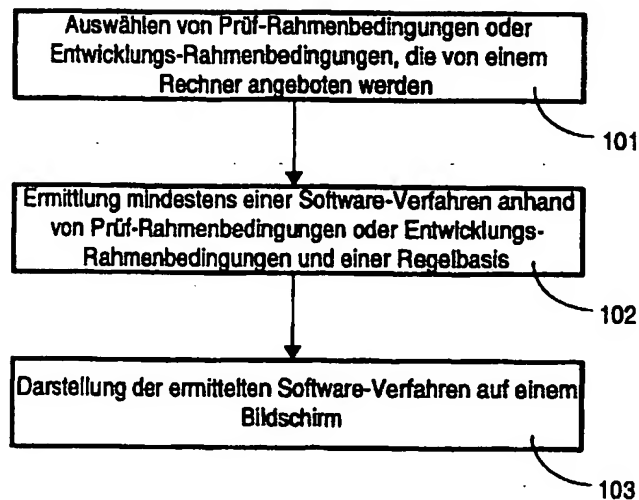 Auswählen von Prüf-Rahmenbedingungen oder
Entwicklungs-Rahmenbedingungen, die von einem
Rechner angeboten werden
101
Ermittlung mindestens einer Software-Verfahren anhand
von Prüf-Rahmenbedingungen oder Entwicklungs-
Rahmenbedingungen und einer Regelbasis
102
Darstellung der ermittelten Software-Verfahren auf einem
Bildschirm
103